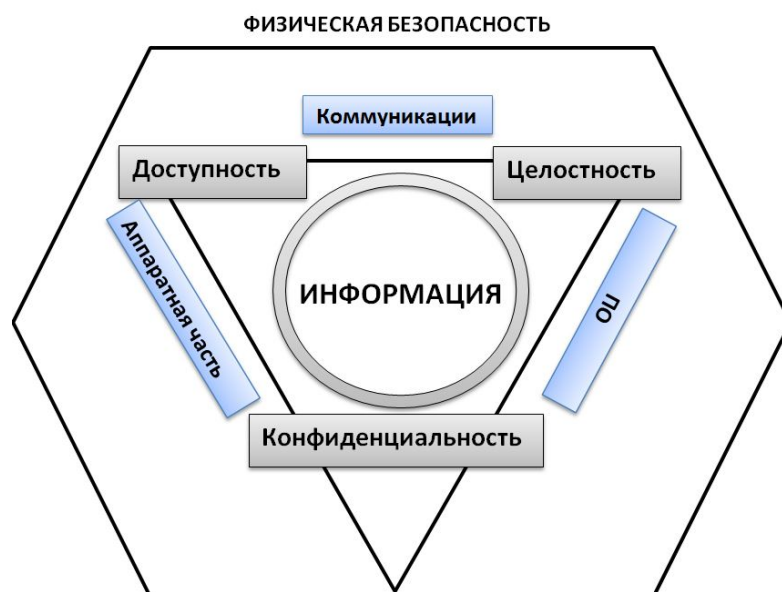 ФИЗИЧЕСКАЯ БЕЗОПАСНОСТЬ
Коммуникации
Доступность
Целостность
Аппаратная часть
ИНФОРМАЦИЯ
ПО
Конфиденциальность